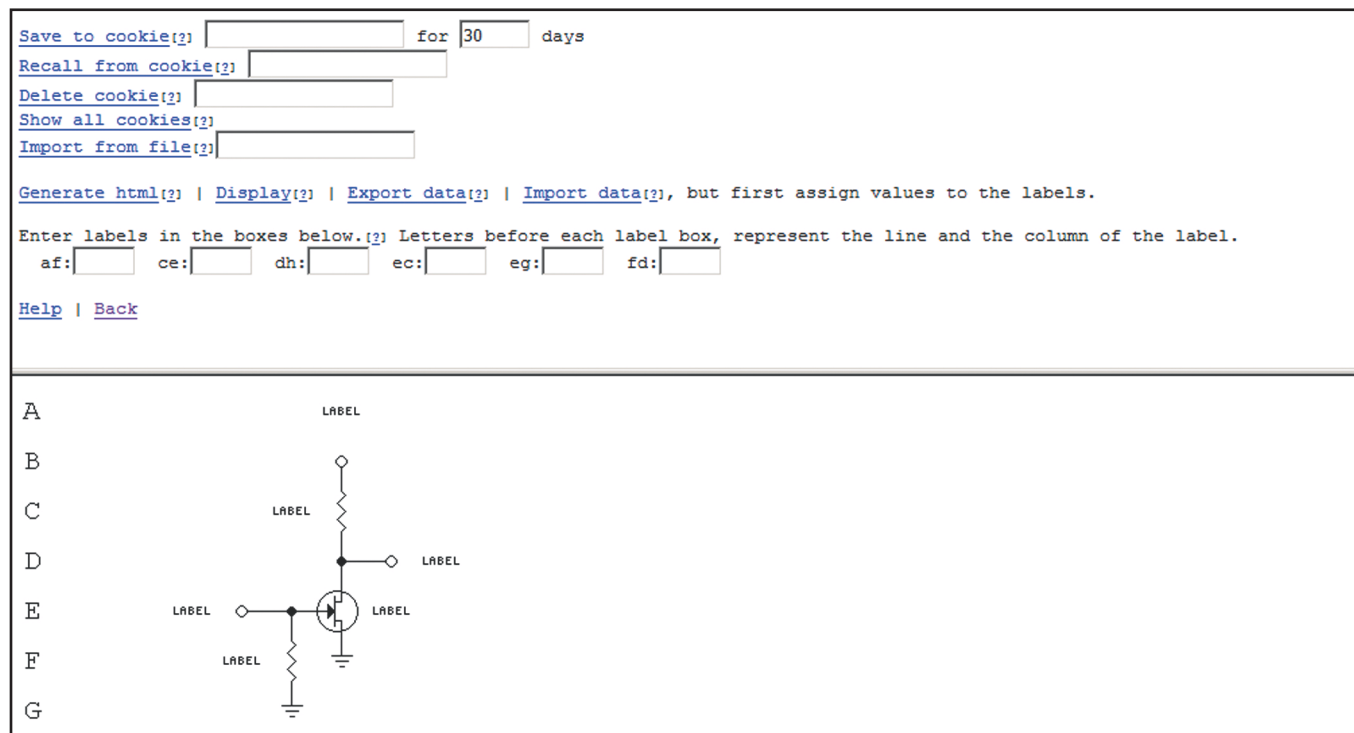 Save to cookie[?] for 30 days
Recall from cookie[?]
Delete cookie[?]
Show all cookies[?]
Import from file[?]
Generate html[?] | Display[?] | Export data[?] | Import data[?], but first assign values to the labels.
Enter labels in the boxes below.[?] Letters before each label box, represent the line and the column of the label.
af: ce: dh: ec: eg: fd:
Help | Back
A LABEL
B
C LABEL
D LABEL
E LABEL LABEL
F LABEL
G